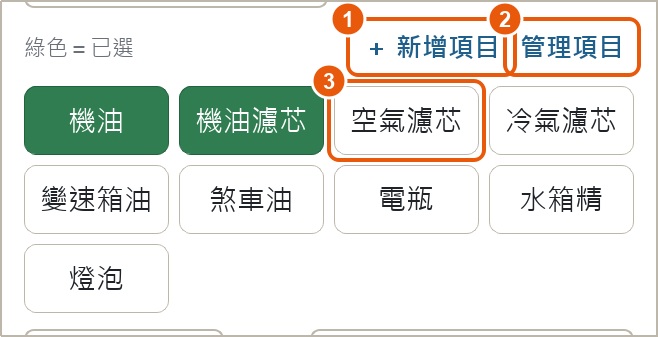 綠色 = 已選
1
+ 新增項目
2
管理項目
機油
機油濾芯
3
空氣濾芯
冷氣濾芯
變速箱油
煞車油
電瓶
水箱精
燈泡